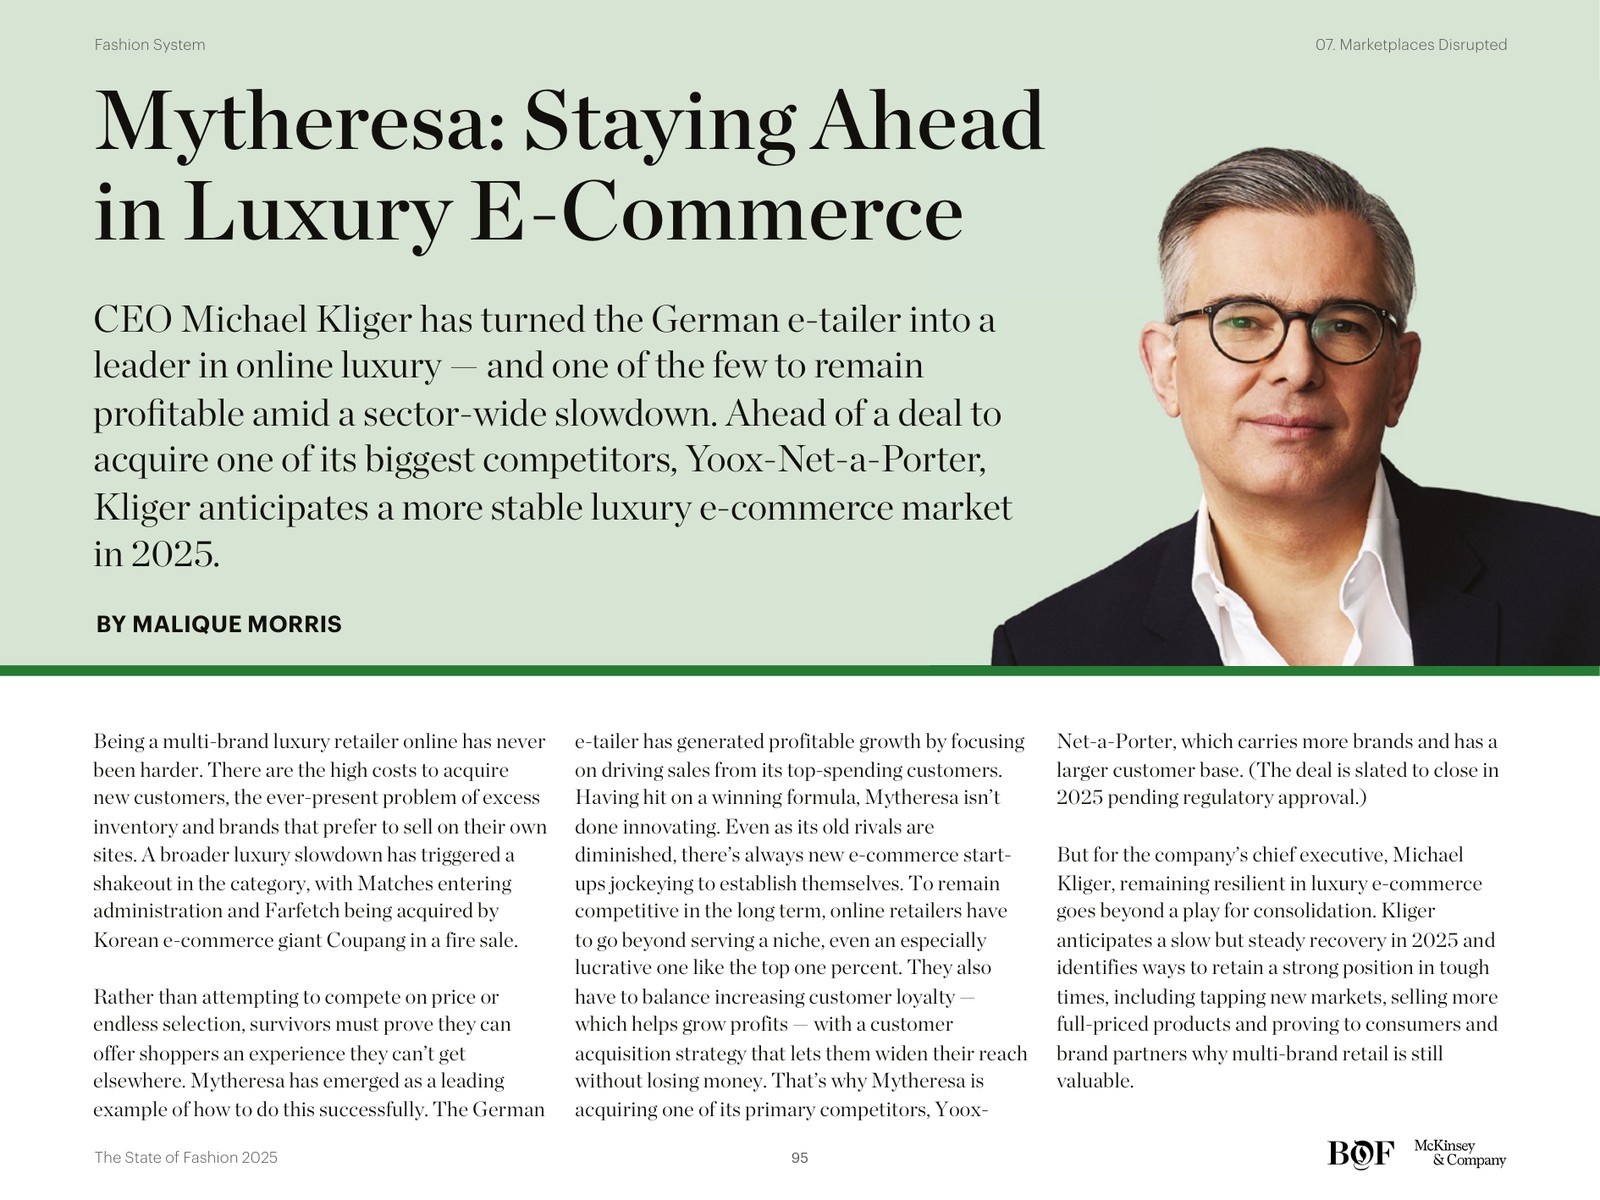 Fashion System
07. Marketplaces Disrupted
Mytheresa: Staying Ahead
in Luxury E-Commerce
CEO Michael Kliger has turned the German e-tailer into a
leader in online luxury — and one of the few to remain
profitable amid a sector-wide slowdown. Ahead of a deal to
acquire one of its biggest competitors, Yoox-Net-a-Porter,
Kliger anticipates a more stable luxury e-commerce market
in 2025.
BY MALIQUE MORRIS
Being a multi-brand luxury retailer online has never
been harder. There are the high costs to acquire
new customers, the ever-present problem of excess
inventory and brands that prefer to sell on their own
sites. A broader luxury slowdown has triggered a
shakeout in the category, with Matches entering
administration and Farfetch being acquired by
Korean e-commerce giant Coupang in a fire sale.
Rather than attempting to compete on price or
endless selection, survivors must prove they can
offer shoppers an experience they can't get
elsewhere. Mytheresa has emerged as a leading
example of how to do this successfully. The German
e-tailer has generated profitable growth by focusing
on driving sales from its top-spending customers.
Having hit on a winning formula, Mytheresa isn't
done innovating. Even as its old rivals are
diminished, there's always new e-commerce start-
ups jockeying to establish themselves. To remain
competitive in the long term, online retailers have
to go beyond serving a niche, even an especially
lucrative one like the top one percent. They also
have to balance increasing customer loyalty —
which helps grow profits — with a customer
acquisition strategy that lets them widen their reach
without losing money. That's why Mytheresa is
acquiring one of its primary competitors, Yoox-
Net-a-Porter, which carries more brands and has a
larger customer base. (The deal is slated to close in
2025 pending regulatory approval.)
But for the company's chief executive, Michael
Kliger, remaining resilient in luxury e-commerce
goes beyond a play for consolidation. Kliger
anticipates a slow but steady recovery in 2025 and
identifies ways to retain a strong position in tough
times, including tapping new markets, selling more
full-priced products and proving to consumers and
brand partners why multi-brand retail is still
valuable.
The State of Fashion 2025
95
BOF
McKinsey
& Company